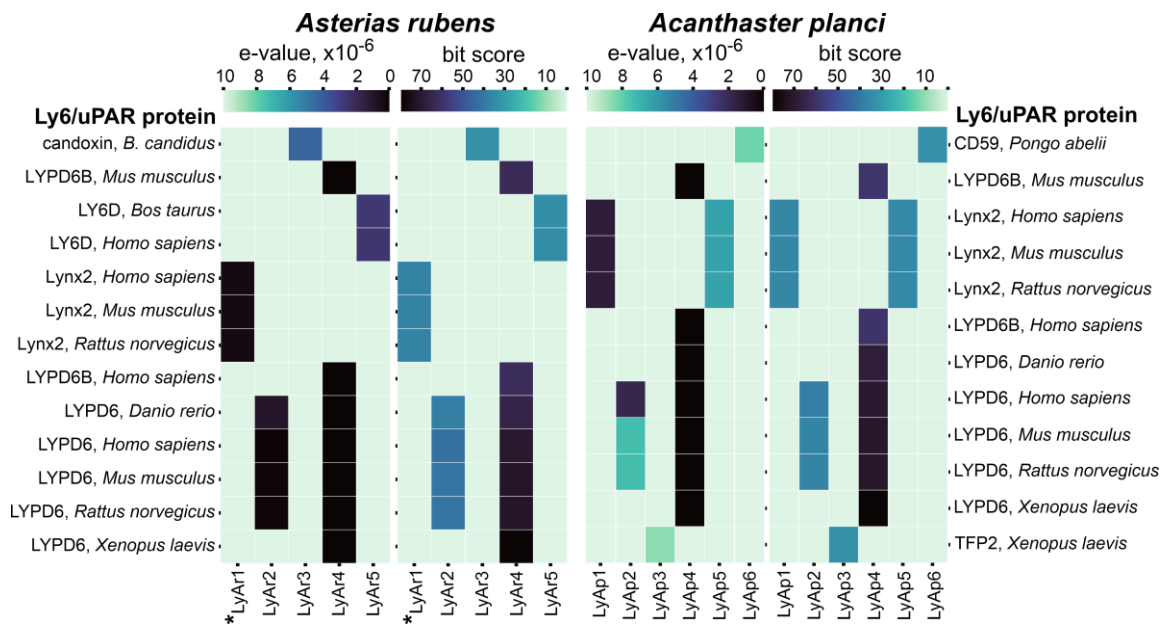 Asterias rubens
Acanthaster planci
e-value, x10-6
bit score
e-value, x10-6
bit score
10 8 6 4 2 0
70 50 30 10
10 8 6 4 2 0
70 50 30 10
Ly6/uPAR protein
Ly6/uPAR protein
candoxin, B. candidus
LYPD6B, Mus musculus
LY6D, Bos taurus
LY6D, Homo sapiens
Lynx2, Homo sapiens
Lynx2, Mus musculus
Lynx2, Rattus norvegicus
LYPD6B, Homo sapiens
LYPD6, Danio rerio
LYPD6, Homo sapiens
LYPD6, Mus musculus
LYPD6, Rattus norvegicus
LYPD6, Xenopus laevis
CD59, Pongo abelii
LYPD6B, Mus musculus
Lynx2, Homo sapiens
Lynx2, Mus musculus
Lynx2, Rattus norvegicus
LYPD6B, Homo sapiens
LYPD6, Danio rerio
LYPD6, Homo sapiens
LYPD6, Mus musculus
LYPD6, Rattus norvegicus
LYPD6, Xenopus laevis
TFP2, Xenopus laevis
*LyAr1
LyAr2
LyAr3
LyAr4
LyAr5
*LyAr1
LyAr2
LyAr3
LyAr4
LyAr5
LyAp1
LyAp2
LyAp3
LyAp4
LyAp5
LyAp6
LyAp1
LyAp2
LyAp3
LyAp4
LyAp5
LyAp6